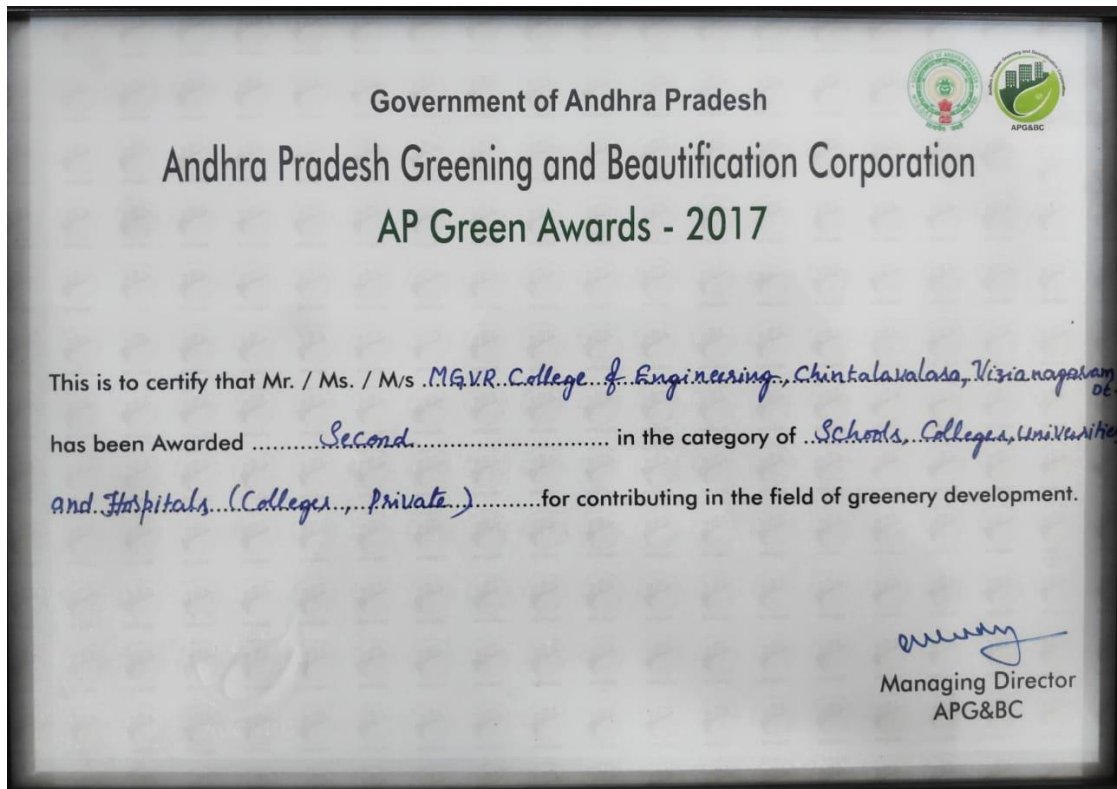 APG&BC
Government of Andhra Pradesh
Andhra Pradesh Greening and Beautification Corporation
AP Green Awards - 2017
This is to certify that Mr. / Ms. / M/s MGVR College of Engineering, Chintalavalasa, Vizianagaram Dt.
has been Awarded Second in the category of Schools, Colleges, Universities
and Hospitals (Colleges, Private) for contributing in the field of greenery development.
Managing Director
APG&BC